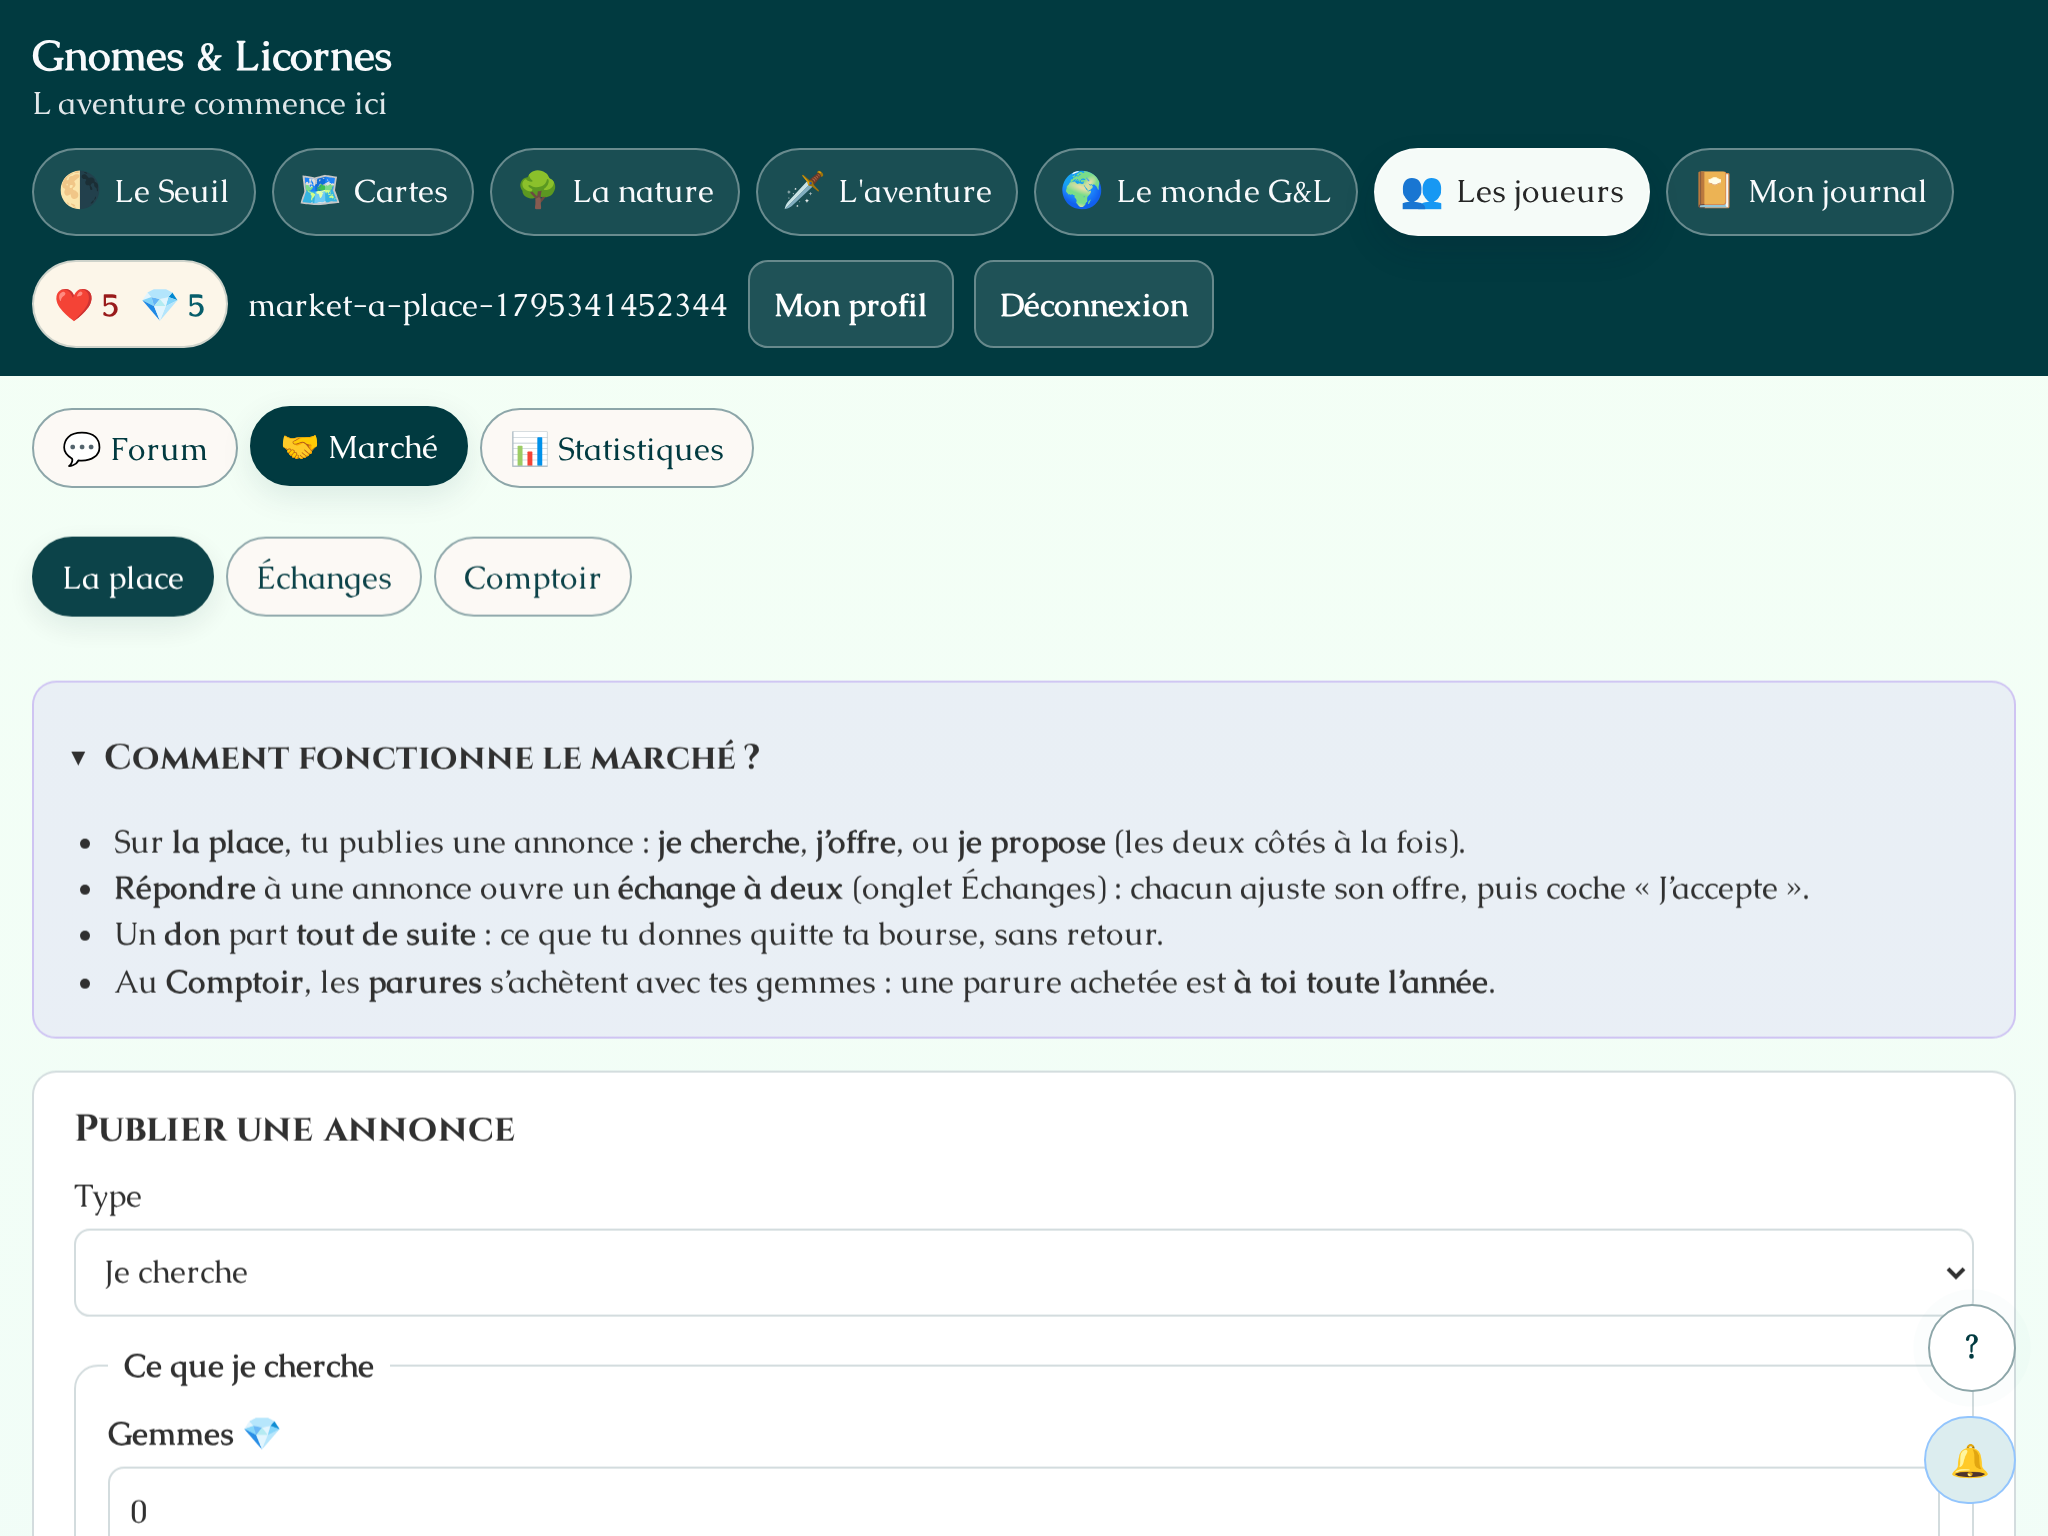 Gnomes & Licornes
L aventure commence ici
Le Seuil
Cartes
La nature
L'aventure
Le monde G&L
Les joueurs
Mon journal
5 5
market-a-place-1795341452344
Mon profil
Déconnexion
Forum
Marché
Statistiques
La place
Échanges
Comptoir
Comment fonctionne le marché ?
Sur la place, tu publies une annonce : je cherche, j’offre, ou je propose (les deux côtés à la fois).
Répondre à une annonce ouvre un échange à deux (onglet Échanges) : chacun ajuste son offre, puis coche « J’accepte ».
Un don part tout de suite : ce que tu donnes quitte ta bourse, sans retour.
Au Comptoir, les parures s’achètent avec tes gemmes : une parure achetée est à toi toute l’année.
Publier une annonce
Type
Je cherche
?
Ce que je cherche
Gemmes
0